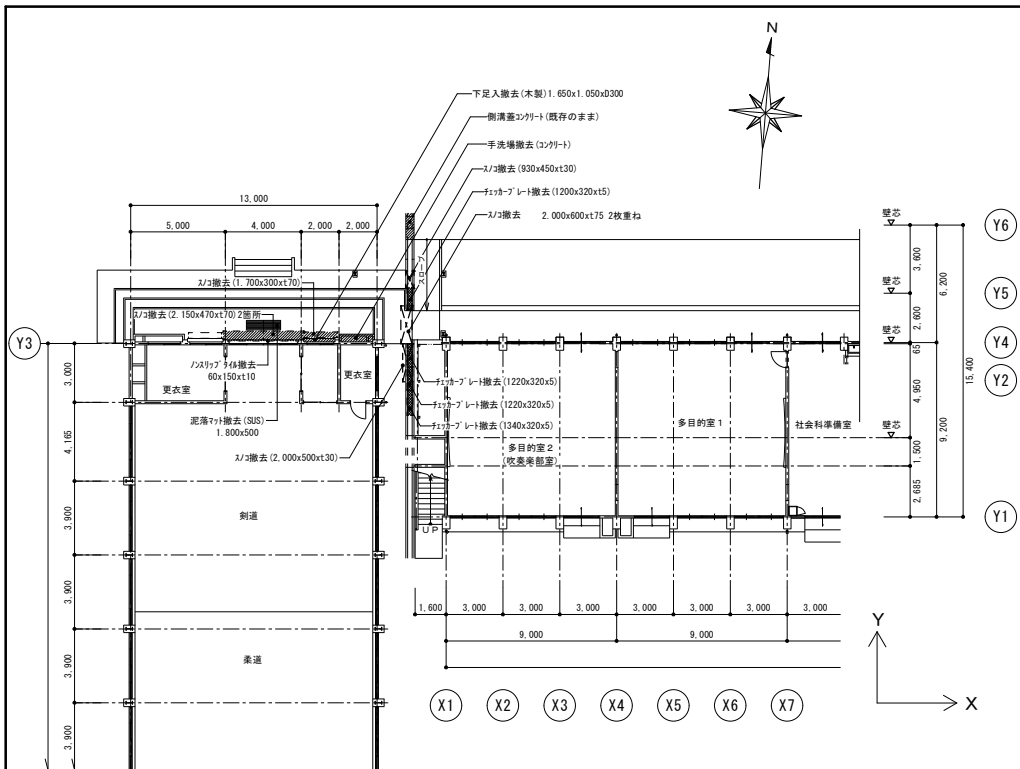 N
下足入撤去(木製)1.650x1.050xD300
側溝蓋コンクリート(既存のまま)
手洗場撤去(コンクリート)
スノコ撤去(930x450xt30)
チェッカープレート撤去(1200x320xt5)
スノコ撤去 2.000x600xt75 2枚重ね
13,000
5,000
4,000
2,000
2,000
スロープ
スノコ撤去(1.700x300xt70)
スノコ撤去(2.150x470xt70)2箇所
ノンスリップタイル撤去
60x150xt10
更衣室
更衣室
泥落マット撤去(SUS)
1.800x500
スノコ撤去(2.000x500xt30)
チェッカープレート撤去(1220x320x5)
チェッカープレート撤去(1220x320x5)
チェッカープレート撤去(1340x320x5)
多目的室2
(吹奏楽部室)
多目的室1
社会科準備室
UP
剣道
柔道
Y3
3,000
4,165
3,900
3,900
3,900
3,900
壁芯
壁芯
壁芯
壁芯
3,600
2,600
65
4,950
1,500
2,685
6,200
9,200
15,400
Y6
Y5
Y4
Y2
Y1
1,600
3,000
3,000
3,000
3,000
3,000
3,000
3,000
9,000
9,000
X1
X2
X3
X4
X5
X6
X7
Y
X